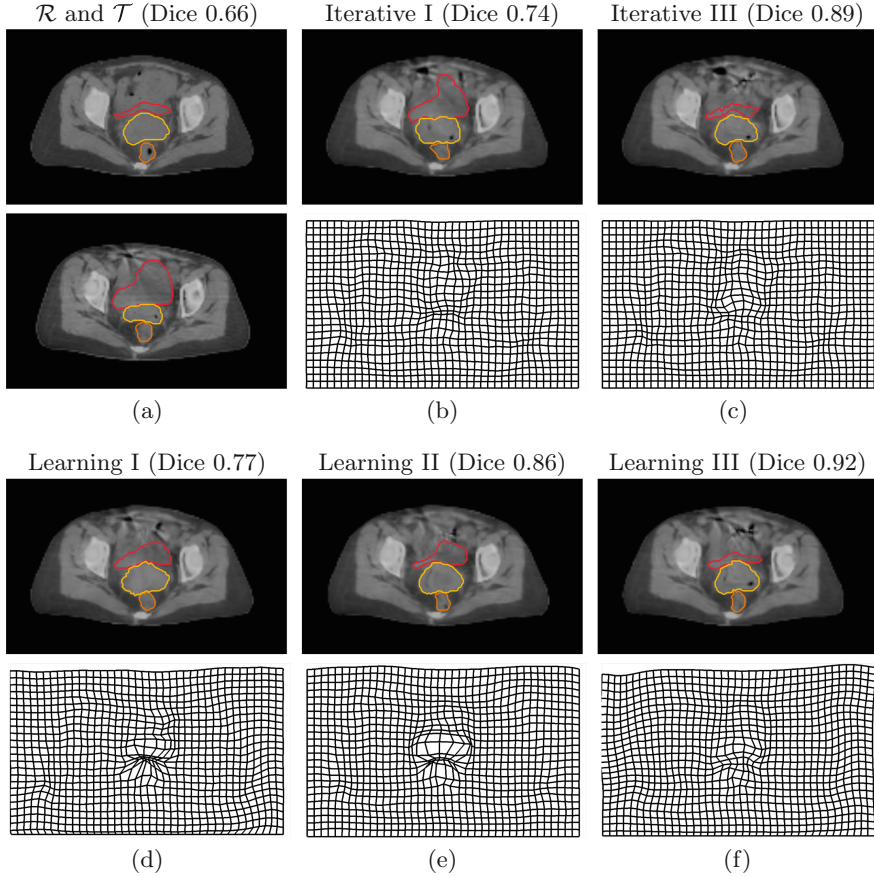 ℛ and 𝒯 (Dice 0.66)
Iterative I (Dice 0.74)
Iterative III (Dice 0.89)
(a)
(b)
(c)
Learning I (Dice 0.77)
Learning II (Dice 0.86)
Learning III (Dice 0.92)
(d)
(e)
(f)